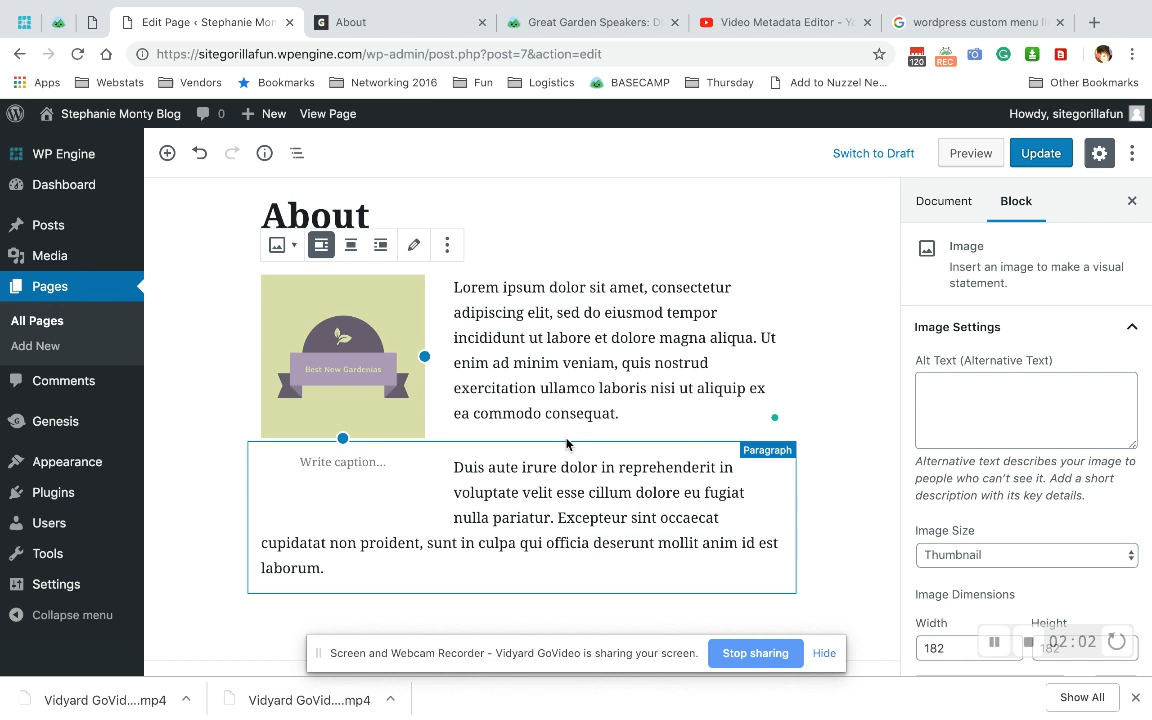 Edit Page ‹ Stephanie Mon
About
Great Garden Speakers: D
Video Metadata Editor - Yo
wordpress custom menu li
https://sitegorillafun.wpengine.com/wp-admin/post.php?post=7&action=edit
120
REC
Apps
Webstats
Vendors
Bookmarks
Networking 2016
Fun
Logistics
BASECAMP
Thursday
Add to Nuzzel Ne...
Other Bookmarks
Stephanie Monty Blog
0
New
View Page
Howdy, sitegorillafun
WP Engine
Dashboard
Posts
Media
Pages
All Pages
Add New
Comments
Genesis
Appearance
Plugins
Users
Tools
Settings
Collapse menu
Switch to Draft
Preview
Update
About
Best New Gardenias
Write caption...
Lorem ipsum dolor sit amet, consectetur
adipiscing elit, sed do eiusmod tempor
incididunt ut labore et dolore magna aliqua. Ut
enim ad minim veniam, quis nostrud
exercitation ullamco laboris nisi ut aliquip ex
ea commodo consequat.
Paragraph
Duis aute irure dolor in reprehenderit in
voluptate velit esse cillum dolore eu fugiat
nulla pariatur. Excepteur sint occaecat
cupidatat non proident, sunt in culpa qui officia deserunt mollit anim id est
laborum.
Document
Block
Image
Insert an image to make a visual
statement.
Image Settings
Alt Text (Alternative Text)
Alternative text describes your image to
people who can't see it. Add a short
description with its key details.
Image Size
Thumbnail
Image Dimensions
Width
Height
182
182
02:02
Screen and Webcam Recorder - Vidyard GoVideo is sharing your screen.
Stop sharing
Hide
Vidyard GoVid....mp4
Vidyard GoVid....mp4
Show All